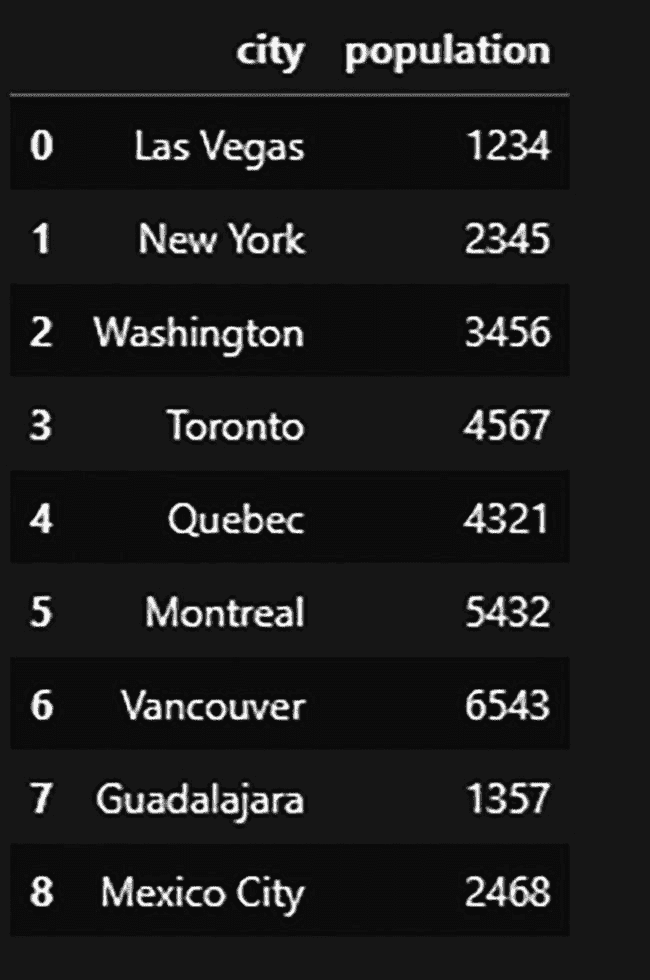 city population
0 Las Vegas 1234
1 New York 2345
2 Washington 3456
3 Toronto 4567
4 Quebec 4321
5 Montreal 5432
6 Vancouver 6543
7 Guadalajara 1357
8 Mexico City 2468